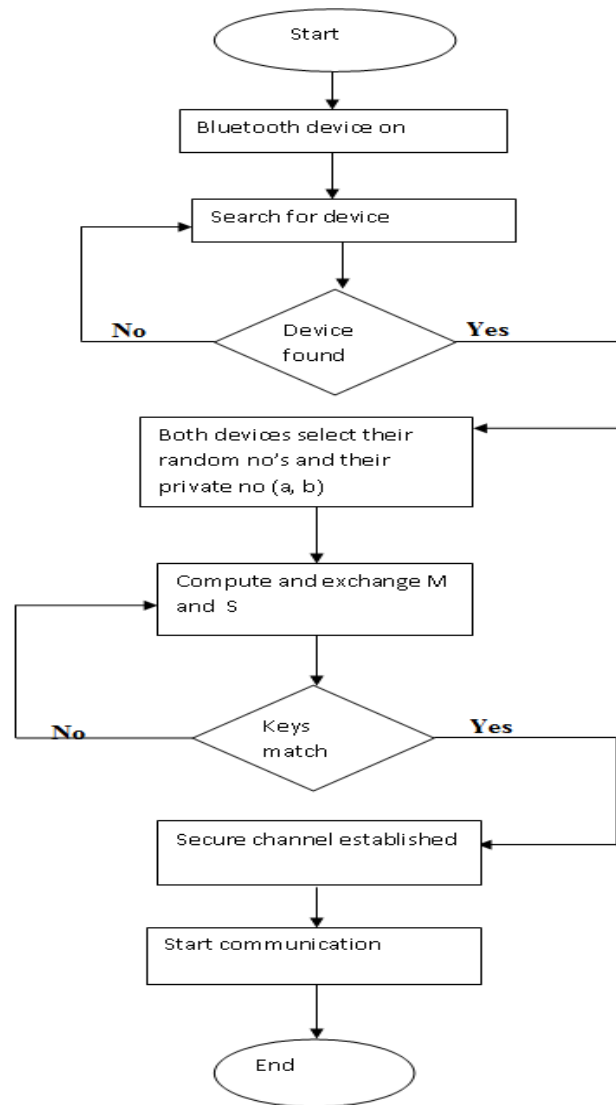 Start
Bluetooth device on
Search for device
No
Device
found
Yes
Both devices select their
random no's and their
private no (a, b)
Compute and exchange M
and S
No
Keys
match
Yes
Secure channel established
Start communication
End